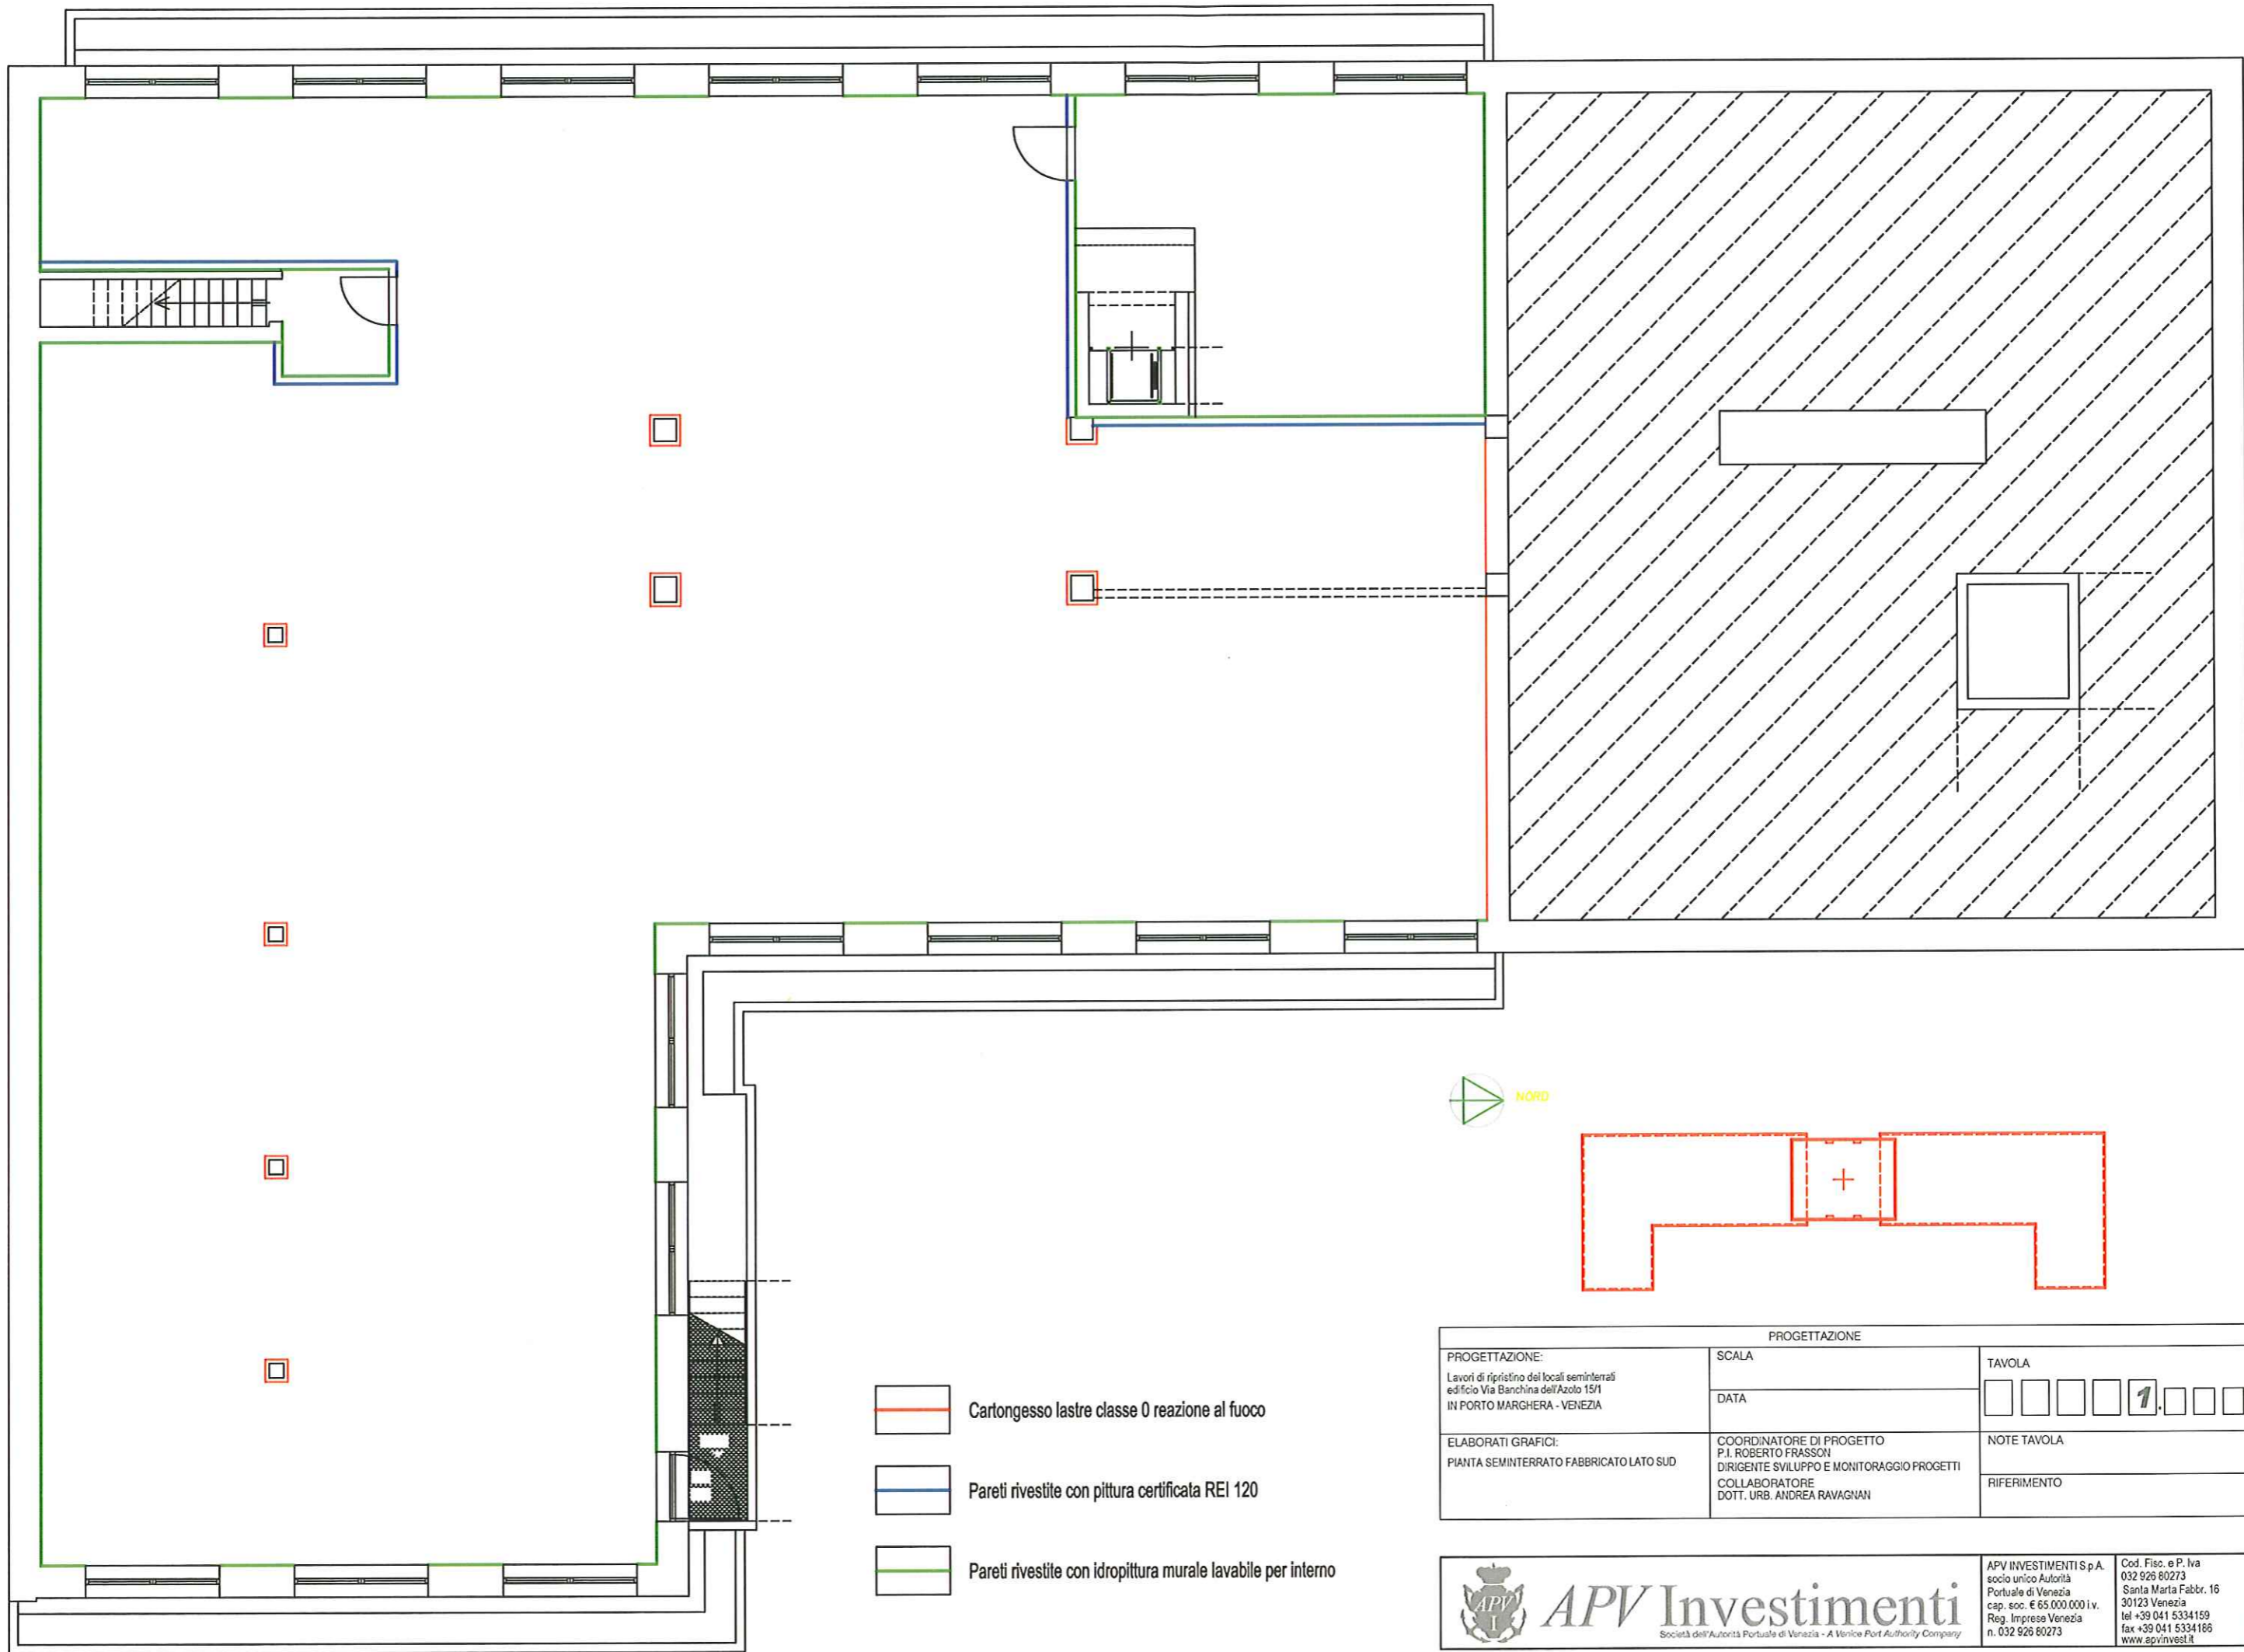 NORD
Cartongesso lastre classe 0 reazione al fuoco
Pareti rivestite con pittura certificata REI 120
Pareti rivestite con idropittura murale lavabile per interno
PROGETTAZIONE
PROGETTAZIONE:
Lavori di ripristino dei locali seminterrati
edificio Via Banchina dell'Azoto 15/1
IN PORTO MARGHERA - VENEZIA
SCALA
DATA
TAVOLA
1.
ELABORATI GRAFICI:
PIANTA SEMINTERRATO FABBRICATO LATO SUD
COORDINATORE DI PROGETTO
P.I. ROBERTO FRASSON
DIRIGENTE SVILUPPO E MONITORAGGIO PROGETTI
COLLABORATORE
DOTT. URB. ANDREA RAVAGNAN
NOTE TAVOLA
RIFERIMENTO
APV
I
APV Investimenti
Società dell'Autorità Portuale di Venezia - A Venice Port Authority Company
APV INVESTIMENTI S.p.A.
socio unico Autorità
Portuale di Venezia
cap. soc. € 65.000.000 i.v.
Reg. Imprese Venezia
n. 032 926 80273
Cod. Fisc. e P. Iva
032 926 80273
Santa Marta Fabbr. 16
30123 Venezia
tel +39 041 5334159
fax +39 041 5334186
www.apvinvest.it